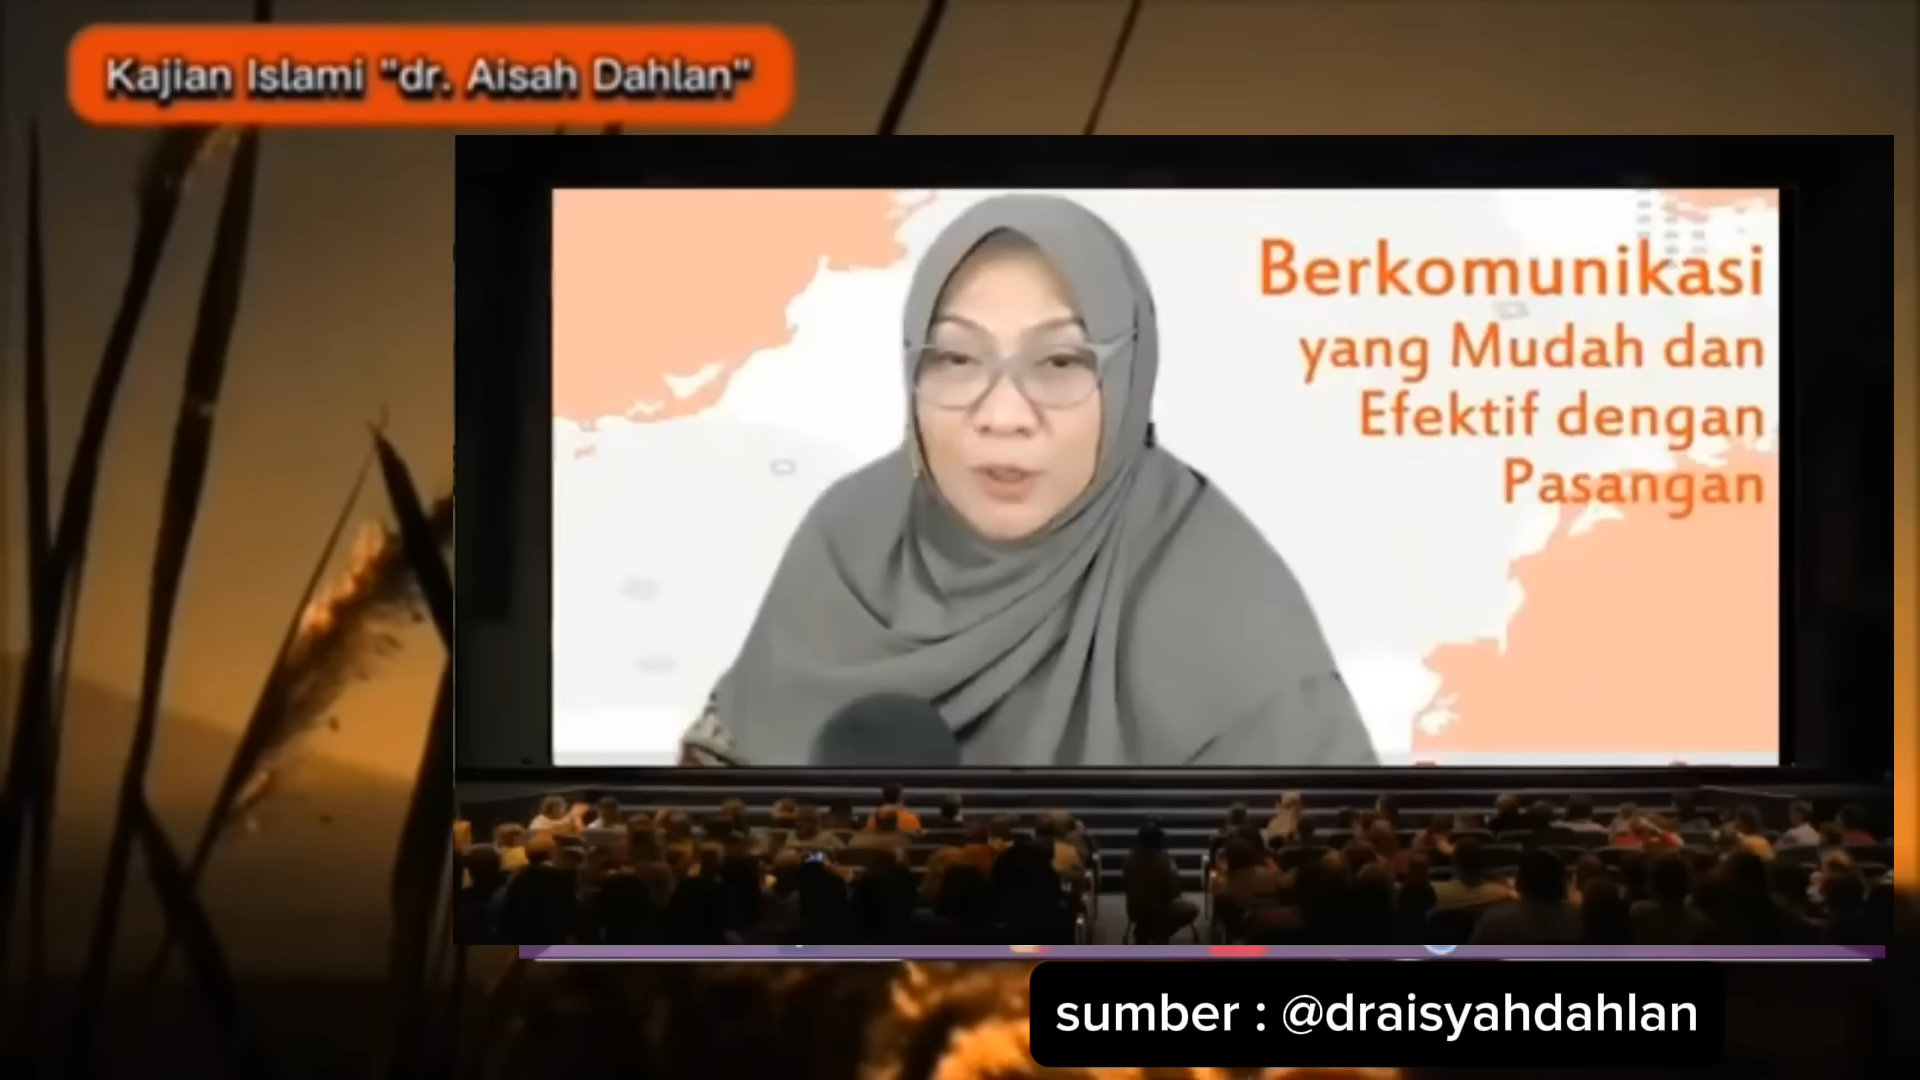 Kajian Islami "dr. Aisah Dahlan"
Berkomunikasi
yang Mudah dan
Efektif dengan
Pasangan
sumber : @draisyahdahlan